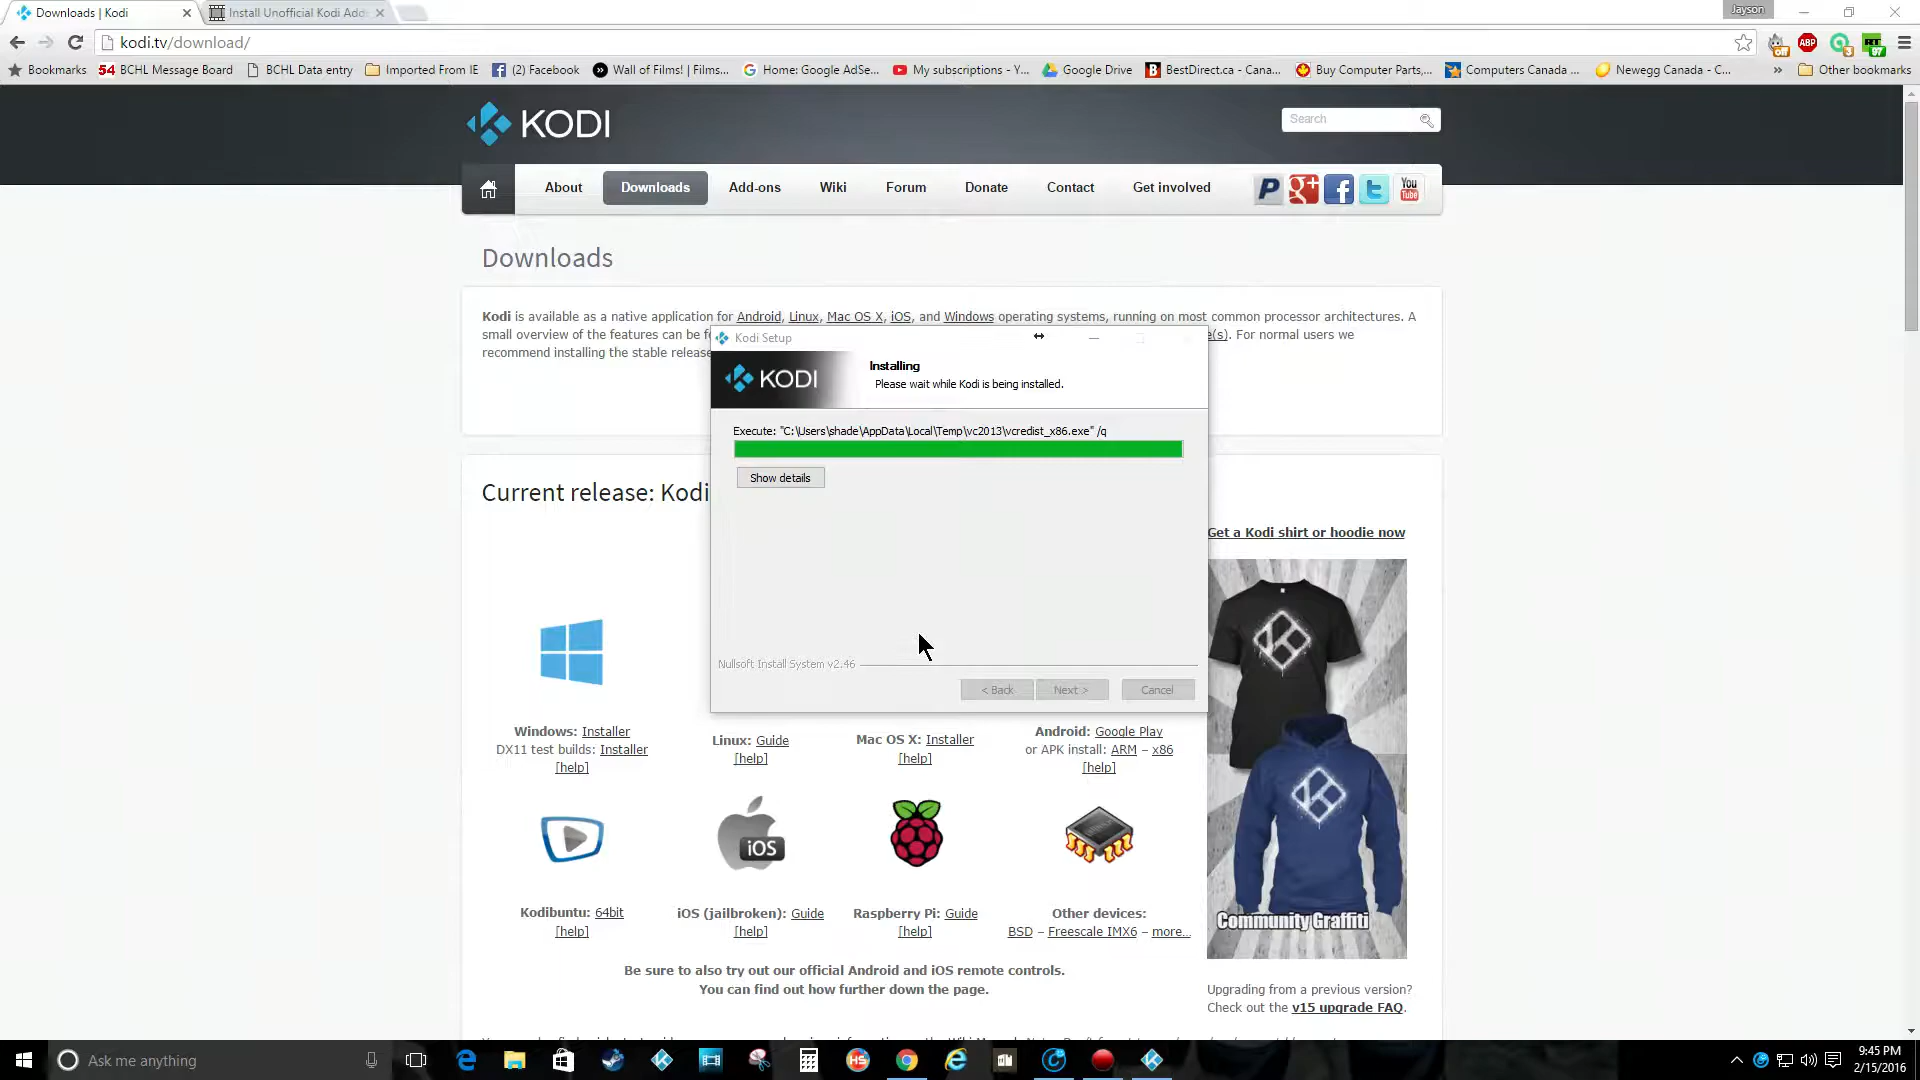 Downloads | Kodi
Install Unofficial Kodi Add
Jayson
kodi.tv/download/
ABP
Bookmarks
BCHL Message Board
BCHL Data entry
Imported From IE
(2) Facebook
Wall of Films! | Films...
Home: Google AdSe...
My subscriptions - Y...
Google Drive
BestDirect.ca - Cana...
Buy Computer Parts,...
Computers Canada ...
Newegg Canada - C...
Other bookmarks
KODI
Search
About
Downloads
Add-ons
Wiki
Forum
Donate
Contact
Get involved
You
Tube
Downloads
Kodi is available as a native application for Android, Linux, Mac OS X, iOS, and Windows operating systems, running on most common processor architectures. A
small overview of the features can be f
e(s). For normal users we
recommend installing the stable release
Kodi Setup
KODI
Installing
Please wait while Kodi is being installed.
Execute: "C:\Users\shade\AppData\Local\Temp\vc2013\vcredist_x86.exe" /q
Show details
Nullsoft Install System v2.46
< Back
Next >
Cancel
Current release: Kodi
Get a Kodi shirt or hoodie now
Community Graffiti
Windows: Installer
DX11 test builds: Installer
[help]
Linux: Guide
[help]
Mac OS X: Installer
[help]
Android: Google Play
or APK install: ARM – x86
[help]
iOS
Kodibuntu: 64bit
[help]
iOS (jailbroken): Guide
[help]
Raspberry Pi: Guide
[help]
Other devices:
BSD – Freescale IMX6 – more...
Be sure to also try out our official Android and iOS remote controls.
You can find out how further down the page.
Upgrading from a previous version?
Check out the v15 upgrade FAQ.
Ask me anything
HS
9:45 PM
2/15/2016